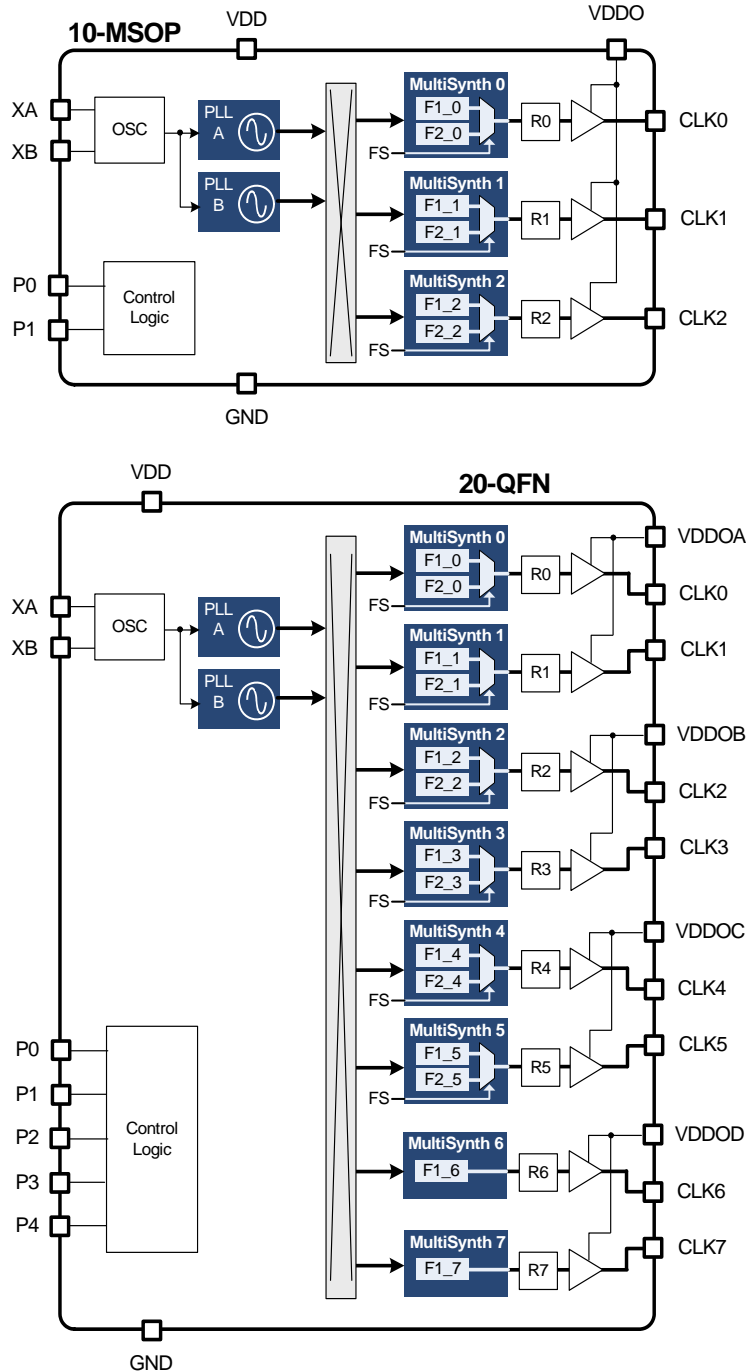 10-MSOP
VDD
VDDO
XA
XB
OSC
PLL
A
PLL
B
MultiSynth 0
F1_0
F2_0
FS
R0
CLK0
MultiSynth 1
F1_1
F2_1
FS
R1
CLK1
MultiSynth 2
F1_2
F2_2
FS
R2
CLK2
P0
P1
Control
Logic
GND
VDD
20-QFN
XA
XB
OSC
PLL
A
PLL
B
MultiSynth 0
F1_0
F2_0
FS
R0
VDDOA
CLK0
MultiSynth 1
F1_1
F2_1
FS
R1
CLK1
MultiSynth 2
F1_2
F2_2
FS
R2
VDDOB
CLK2
MultiSynth 3
F1_3
F2_3
FS
R3
CLK3
MultiSynth 4
F1_4
F2_4
FS
R4
VDDOC
CLK4
MultiSynth 5
F1_5
F2_5
FS
R5
CLK5
MultiSynth 6
F1_6
R6
VDDOD
CLK6
MultiSynth 7
F1_7
R7
CLK7
P0
P1
P2
P3
P4
Control
Logic
GND